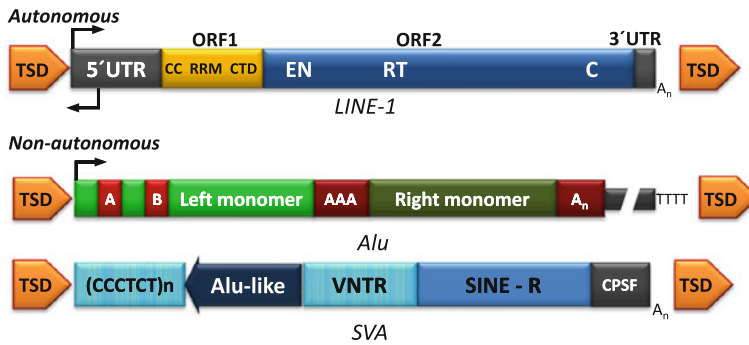 Autonomous
ORF1 ORF2 3´UTR
TSD 5´UTR CC RRM CTD EN RT C TSD
An
LINE-1
Non-autonomous
TSD A B Left monomer AAA Right monomer An TTTT TSD
Alu
TSD (CCCTCT)n Alu-like VNTR SINE - R CPSF TSD
An
SVA